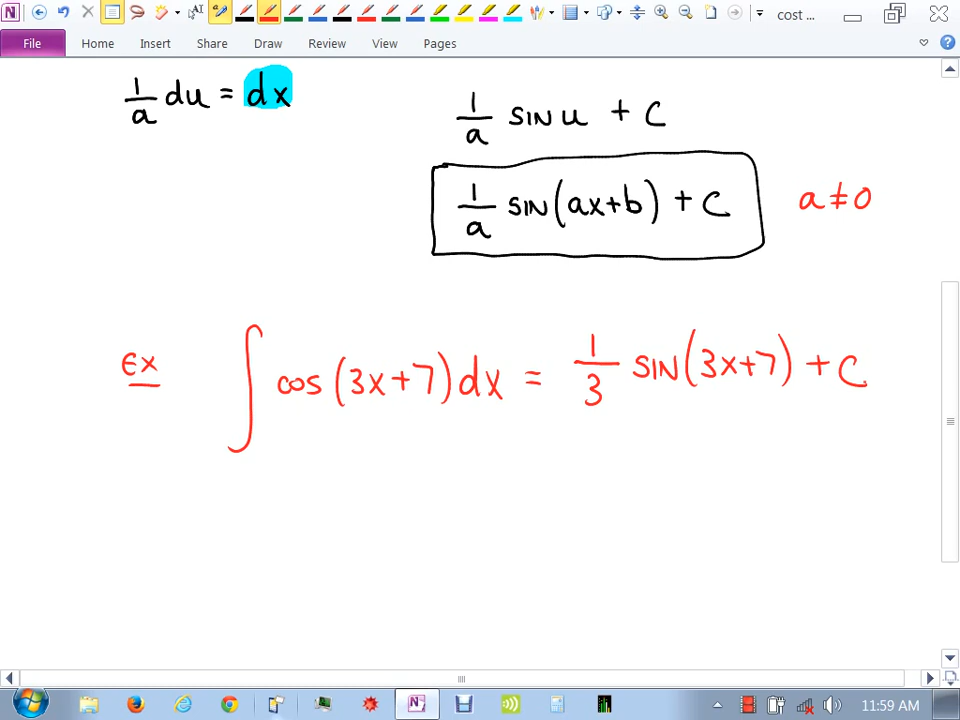 cost ...
File Home Insert Share Draw Review View Pages
1/a du = dx
1/a sin u + C
1/a sin(ax+b) + C a≠0
Ex ∫ cos(3x+7)dx = 1/3 sin(3x+7) + C
11:59 AM